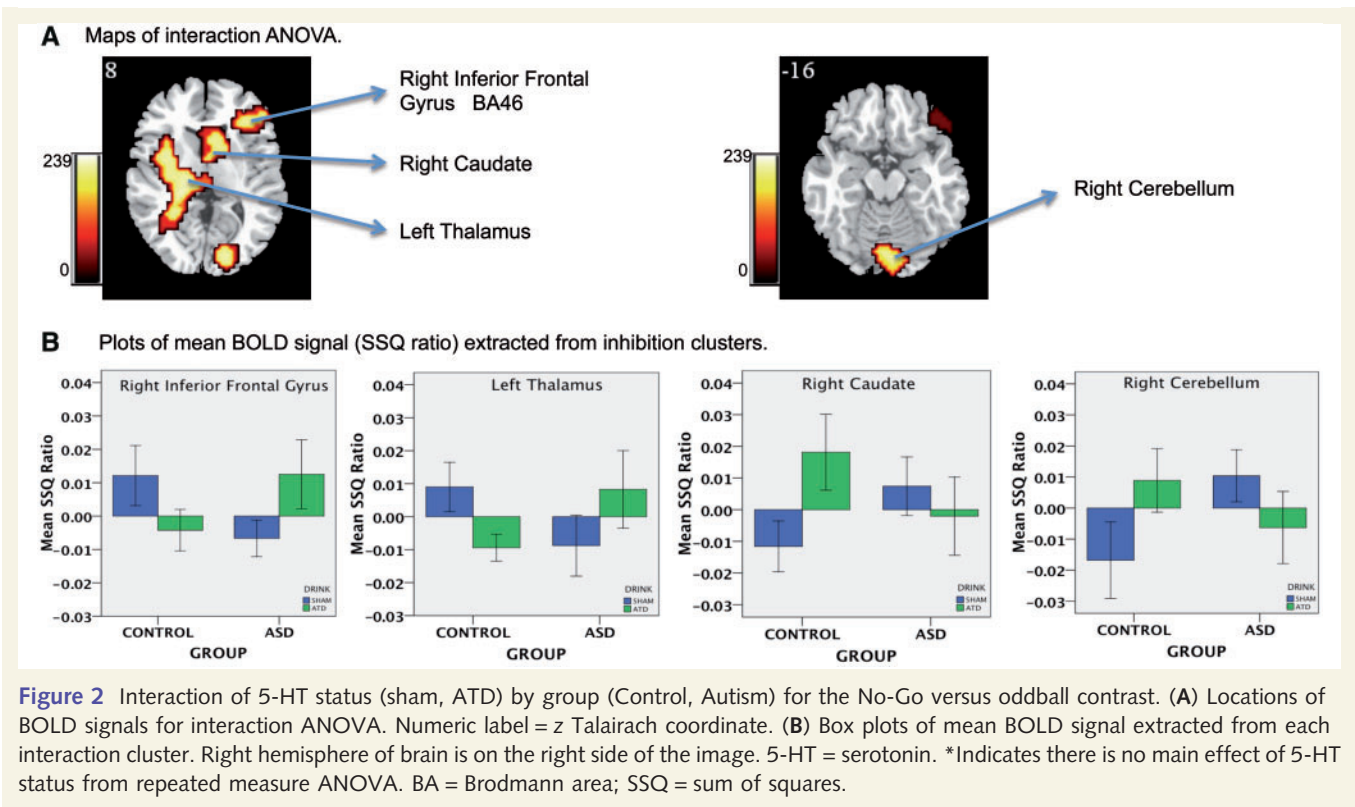 A Maps of interaction ANOVA.
8
Right Inferior Frontal
Gyrus BA46
Right Caudate
Left Thalamus
239
0
-16
239
0
Right Cerebellum
B Plots of mean BOLD signal (SSQ ratio) extracted from inhibition clusters.
Right Inferior Frontal Gyrus
Mean SSQ Ratio
0.04
0.03
0.02
0.01
0.00
−0.01
−0.02
−0.03
DRINK
SHAM
ATD
CONTROL ASD
GROUP
Left Thalamus
Mean SSQ Ratio
0.04
0.03
0.02
0.01
0.00
−0.01
−0.02
−0.03
DRINK
SHAM
ATD
CONTROL ASD
GROUP
Right Caudate
Mean SSQ Ratio
0.04
0.03
0.02
0.01
0.00
−0.01
−0.02
−0.03
DRINK
SHAM
ATD
CONTROL ASD
GROUP
Right Cerebellum
Mean SSQ Ratio
0.04
0.03
0.02
0.01
0.00
−0.01
−0.02
−0.03
DRINK
SHAM
ATD
CONTROL ASD
GROUP
Figure 2 Interaction of 5-HT status (sham, ATD) by group (Control, Autism) for the No-Go versus oddball contrast. (A) Locations of
BOLD signals for interaction ANOVA. Numeric label = z Talairach coordinate. (B) Box plots of mean BOLD signal extracted from each
interaction cluster. Right hemisphere of brain is on the right side of the image. 5-HT = serotonin. *Indicates there is no main effect of 5-HT
status from repeated measure ANOVA. BA = Brodmann area; SSQ = sum of squares.